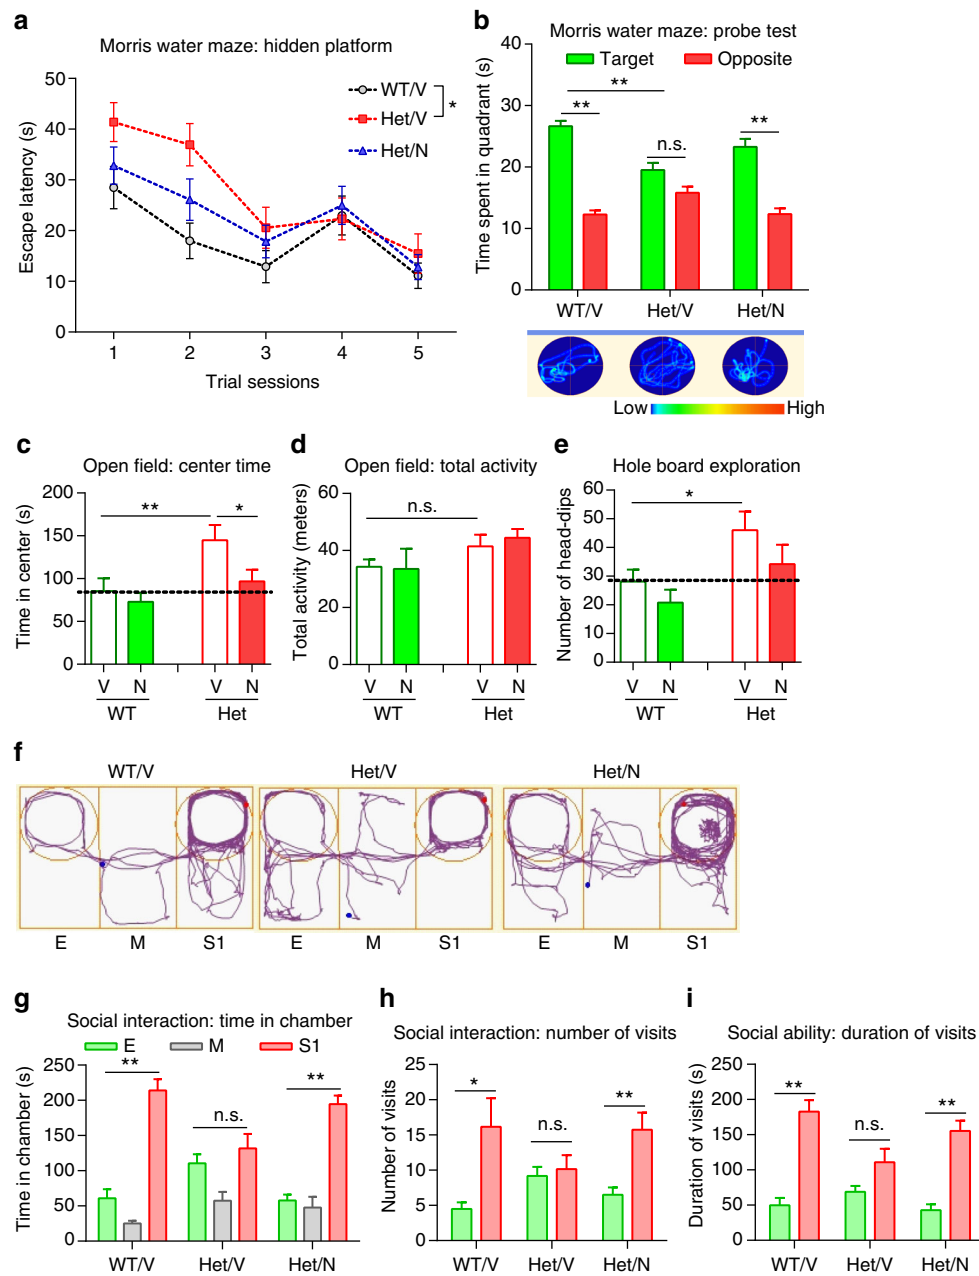 a
Morris water maze: hidden platform
Escape latency (s)
50
40
30
20
10
0
1 2 3 4 5
Trial sessions
WT/V
Het/V
Het/N
*
b
Morris water maze: probe test
Target Opposite
Time spent in quadrant (s)
40
30
20
10
0
**
**
n.s.
**
WT/V Het/V Het/N
Low High
c
Open field: center time
Time in center (s)
200
150
100
50
0
** *
V N V N
WT Het
d
Open field: total activity
Total activity (meters)
60
40
20
0
n.s.
V N V N
WT Het
e
Hole board exploration
Number of head-dips
60
50
40
30
20
10
0
*
V N V N
WT Het
f
WT/V Het/V Het/N
E M S1 E M S1 E M S1
g
Social interaction: time in chamber
E M S1
Time in chamber (s)
250
200
150
100
50
0
** n.s. **
WT/V Het/V Het/N
h
Social interaction: number of visits
Number of visits
25
20
15
10
5
0
* n.s. **
WT/V Het/V Het/N
i
Social ability: duration of visits
Duration of visits (s)
250
200
150
100
50
0
** n.s. **
WT/V Het/V Het/N